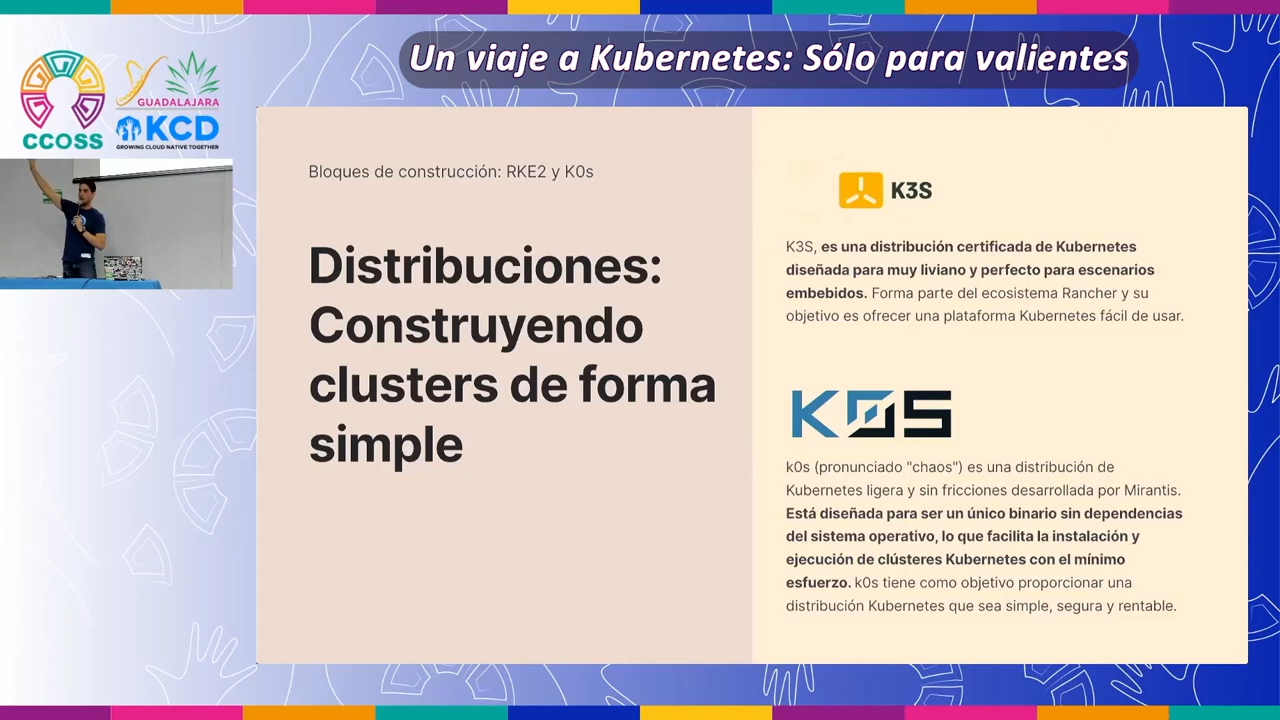 Un viaje a Kubernetes: Sólo para valientes
CCOSS
GUADALAJARA
KCD
GROWING CLOUD NATIVE TOGETHER
Bloques de construcción: RKE2 y K0s
Distribuciones:
Construyendo
clusters de forma
simple
K3S
K3S, es una distribución certificada de Kubernetes
diseñada para muy liviano y perfecto para escenarios
embebidos. Forma parte del ecosistema Rancher y su
objetivo es ofrecer una plataforma Kubernetes fácil de usar.
K0S
k0s (pronunciado "chaos") es una distribución de
Kubernetes ligera y sin fricciones desarrollada por Mirantis.
Está diseñada para ser un único binario sin dependencias
del sistema operativo, lo que facilita la instalación y
ejecución de clústeres Kubernetes con el mínimo
esfuerzo. k0s tiene como objetivo proporcionar una
distribución Kubernetes que sea simple, segura y rentable.